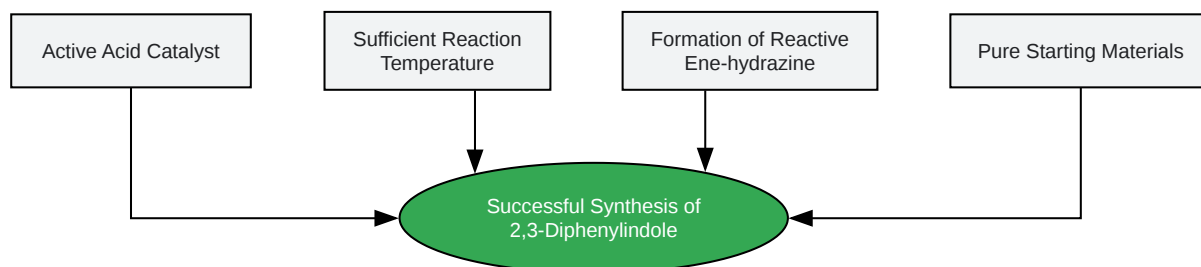 Active Acid Catalyst
Sufficient Reaction
Temperature
Formation of Reactive
Ene-hydrazine
Pure Starting Materials
Successful Synthesis of
2,3-Diphenylindole